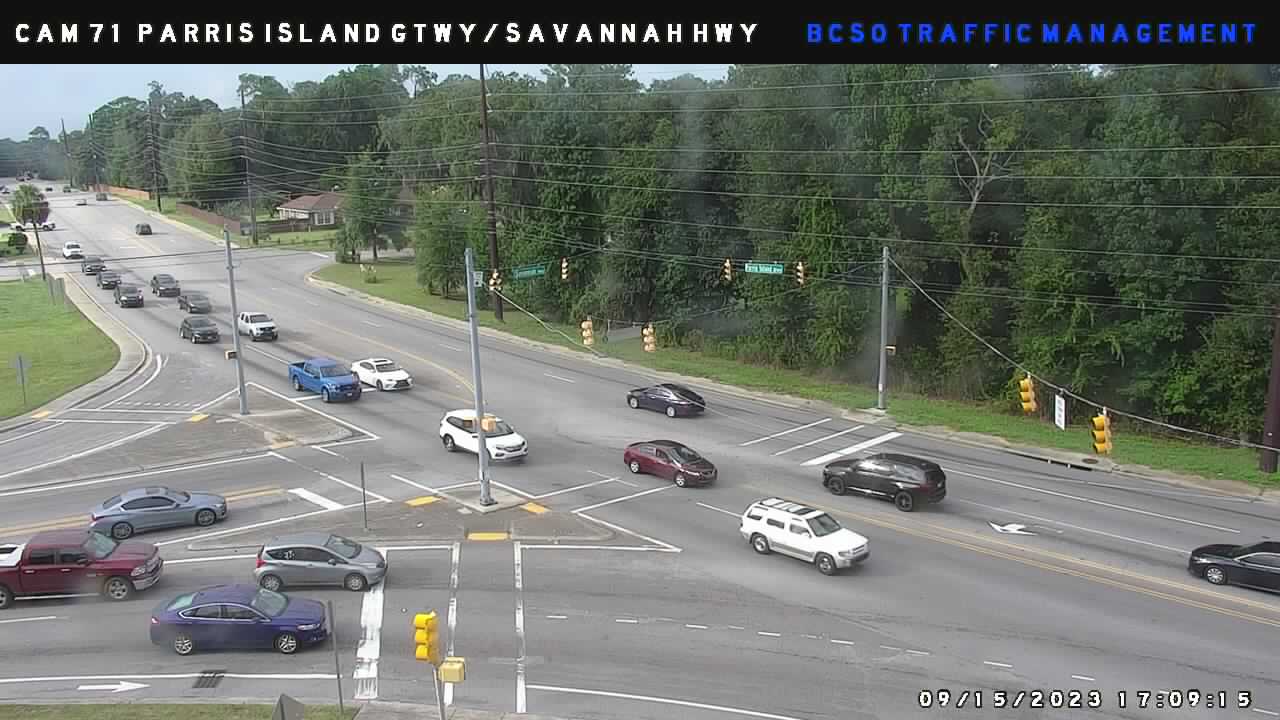 CAM 71 PARRIS ISLAND GTWY/SAVANNAH HWY BCSO TRAFFIC MANAGEMENT
09/15/2023 17:09:15